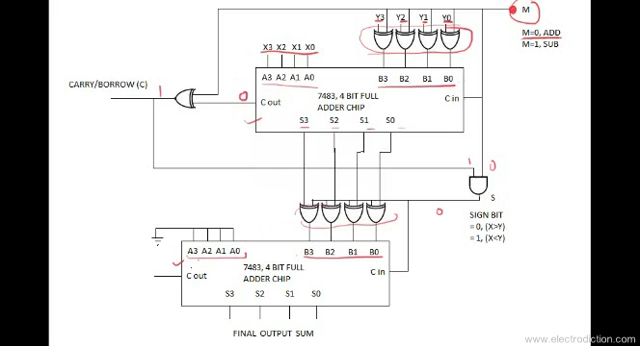 M
Y3 Y2 Y1 Y0
M=0, ADD
M=1, SUB
X3 X2 X1 X0
A3 A2 A1 A0
B3 B2 B1 B0
CARRY/BORROW (C)
1
0
C out
7483, 4 BIT FULL
ADDER CHIP
C in
S3 S2 S1 S0
1
0
S
0
SIGN BIT
= 0, (X>Y)
= 1, (X<Y)
A3 A2 A1 A0
B3 B2 B1 B0
C out
7483, 4 BIT FULL
ADDER CHIP
C in
S3 S2 S1 S0
FINAL OUTPUT SUM
www.electrodiction.com